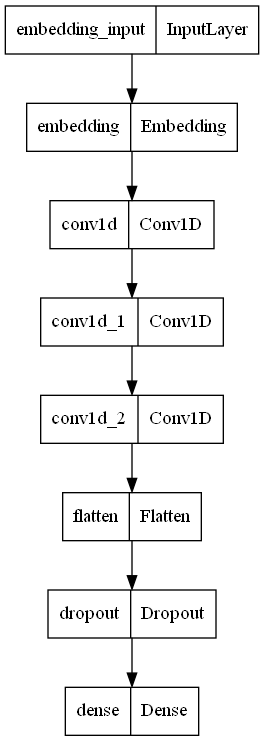 embedding_input InputLayer
embedding Embedding
conv1d Conv1D
conv1d_1 Conv1D
conv1d_2 Conv1D
flatten Flatten
dropout Dropout
dense Dense